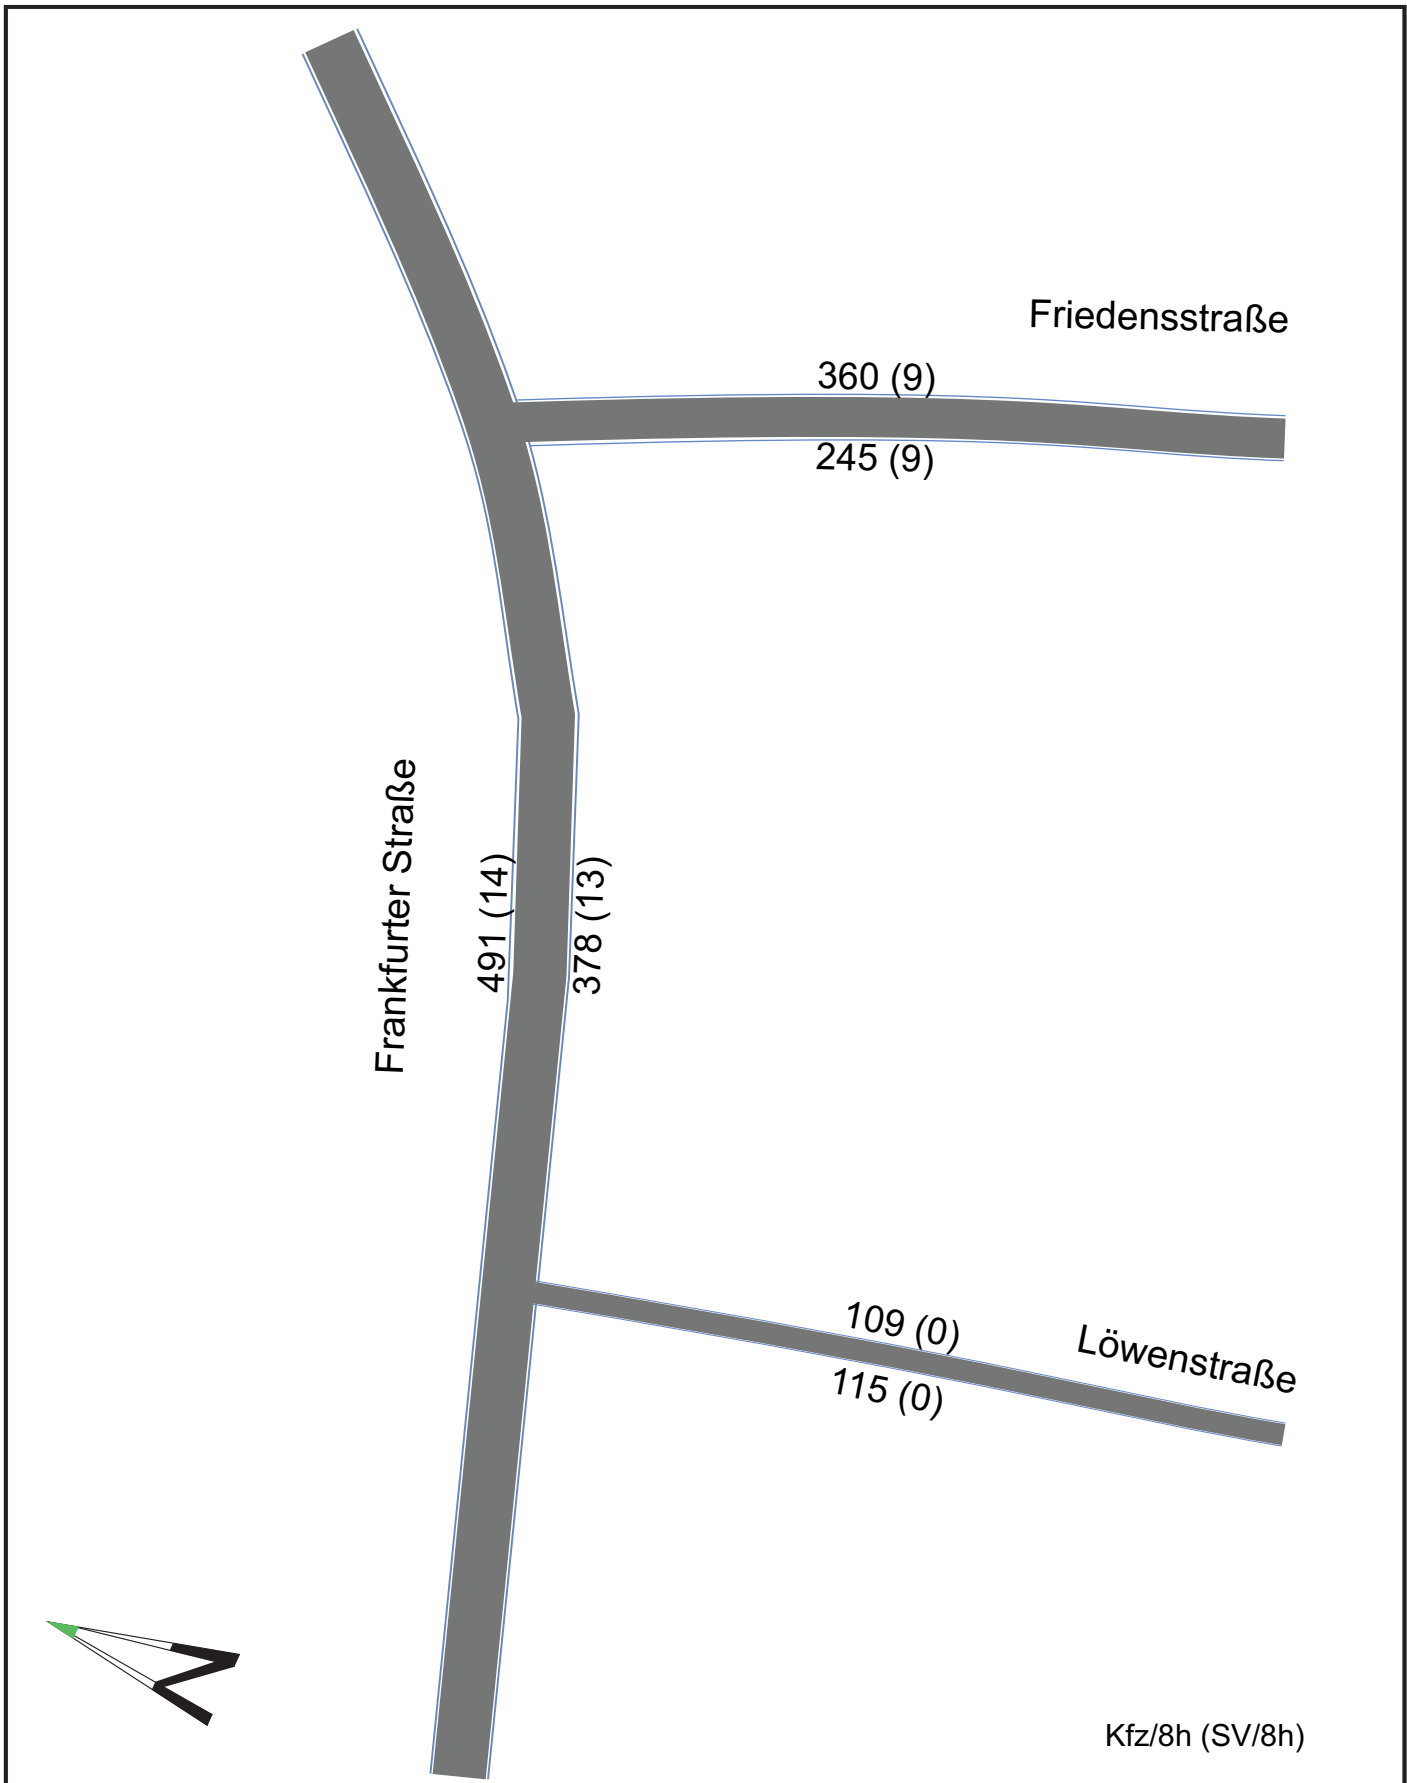 Friedensstraße
360 (9)
245 (9)
Frankfurter Straße
491 (14)
378 (13)
109 (0)
Löwenstraße
115 (0)
Kfz/8h (SV/8h)